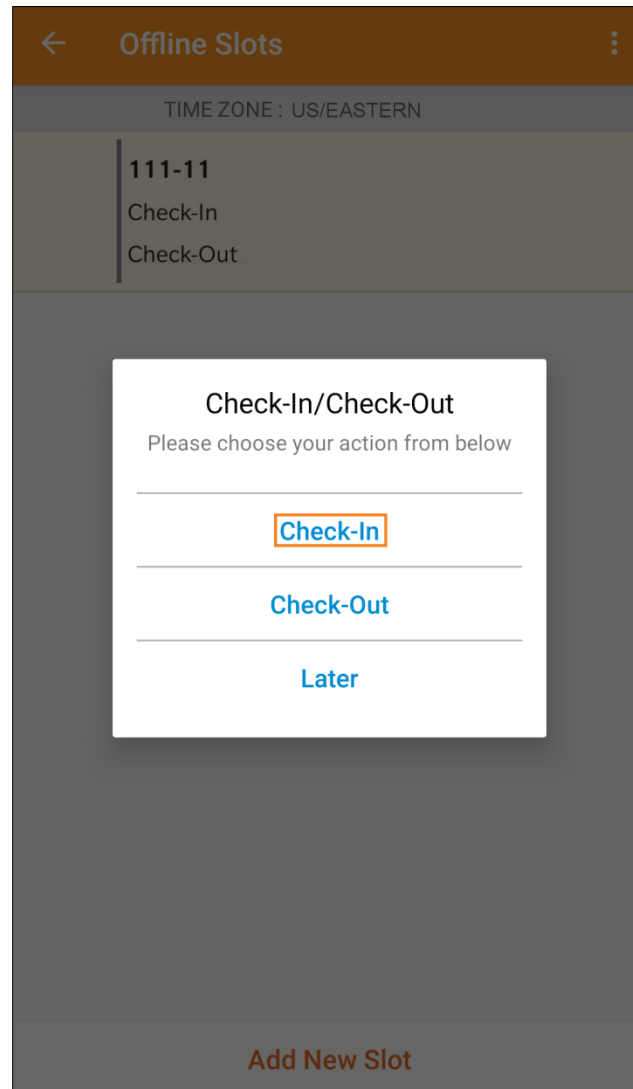 Offline Slots
TIME ZONE : US/EASTERN
111-11
Check-In
Check-Out
Check-In/Check-Out
Please choose your action from below
Check-In
Check-Out
Later
Add New Slot